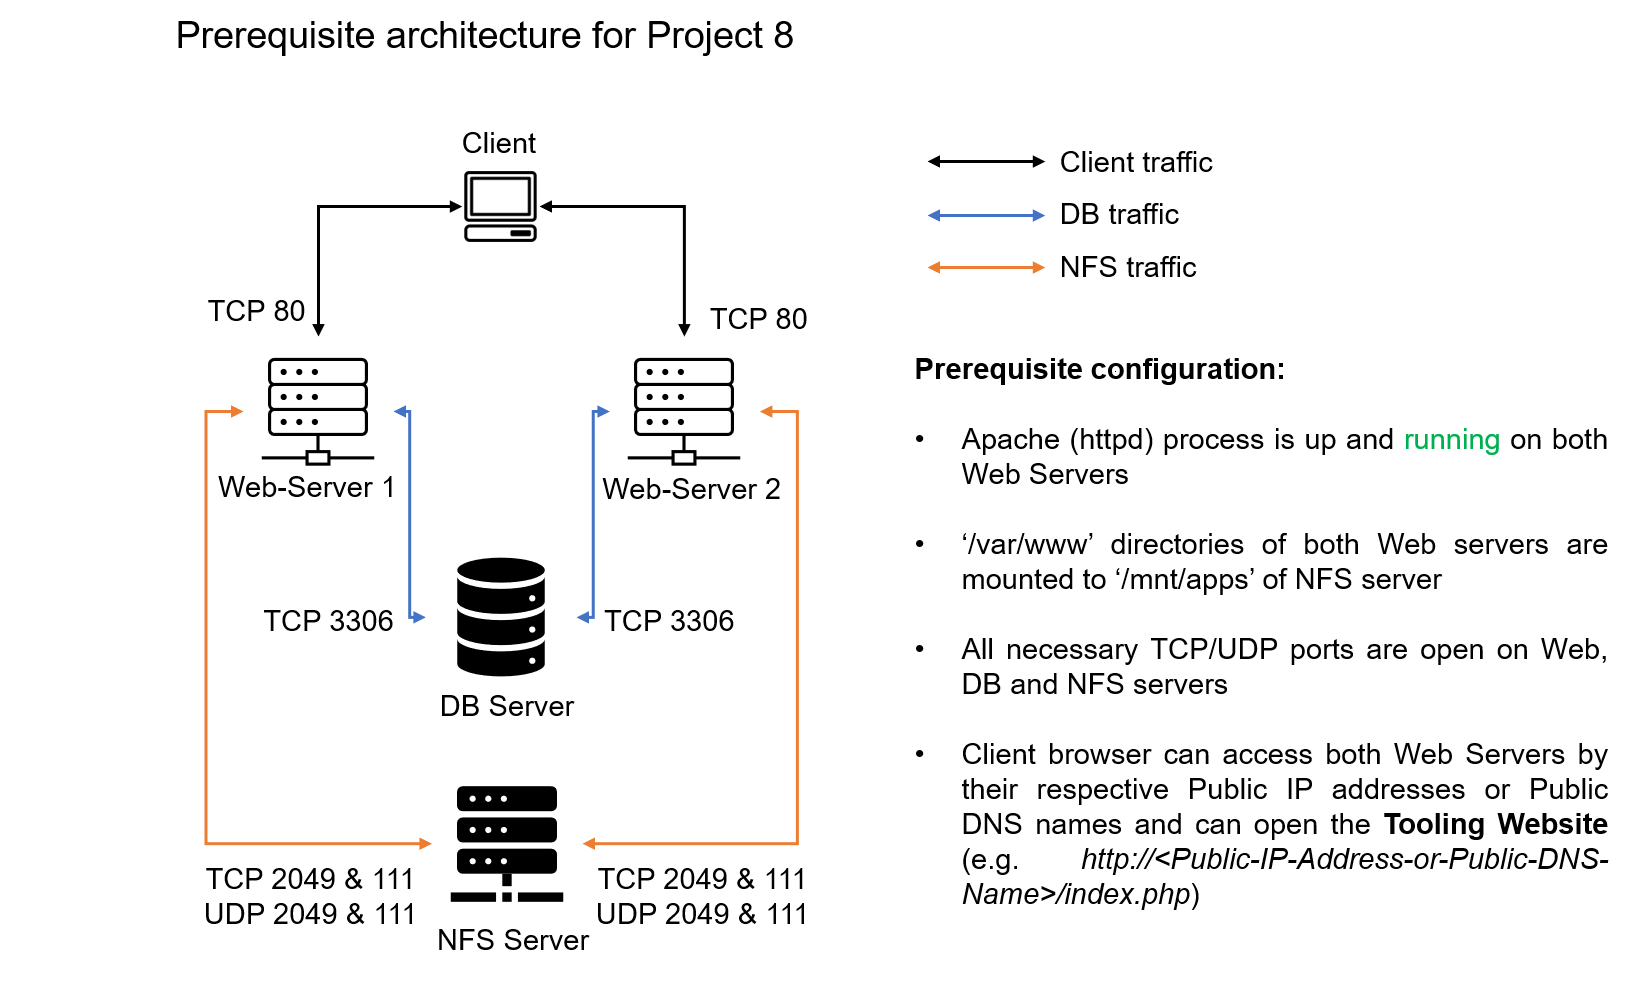 Prerequisite architecture for Project 8
Client
TCP 80
TCP 80
Web-Server 1
Web-Server 2
TCP 3306
TCP 3306
DB Server
TCP 2049 & 111
UDP 2049 & 111
TCP 2049 & 111
UDP 2049 & 111
NFS Server
Client traffic
DB traffic
NFS traffic
Prerequisite configuration:
• Apache (httpd) process is up and running on both
Web Servers
• ‘/var/www’ directories of both Web servers are
mounted to ‘/mnt/apps’ of NFS server
• All necessary TCP/UDP ports are open on Web,
DB and NFS servers
• Client browser can access both Web Servers by
their respective Public IP addresses or Public
DNS names and can open the Tooling Website
(e.g. http://<Public-IP-Address-or-Public-DNS-
Name>/index.php)